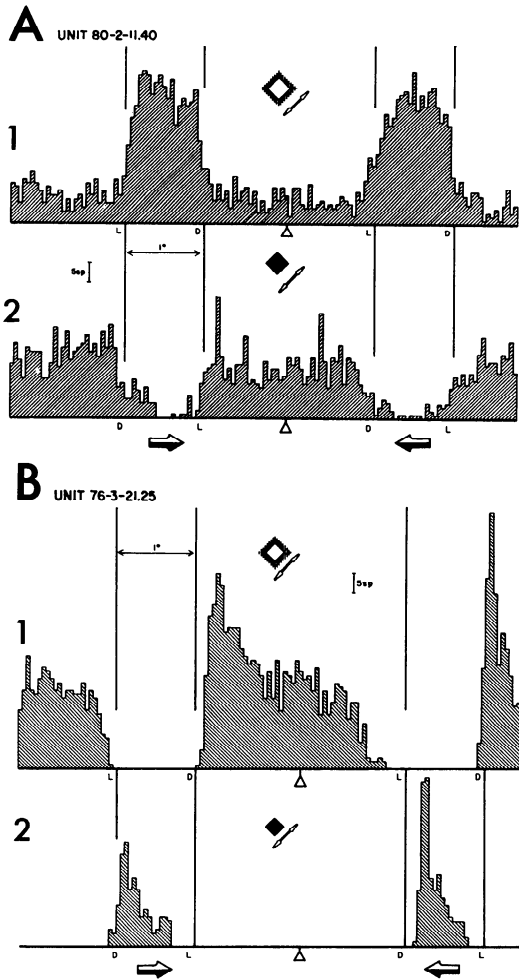 A UNIT 80-2-11.40
1
L D L D
1°
5sp
2
D L D L
B UNIT 76-3-21.25
1°
5sp
1
L D L D
2
D L D L